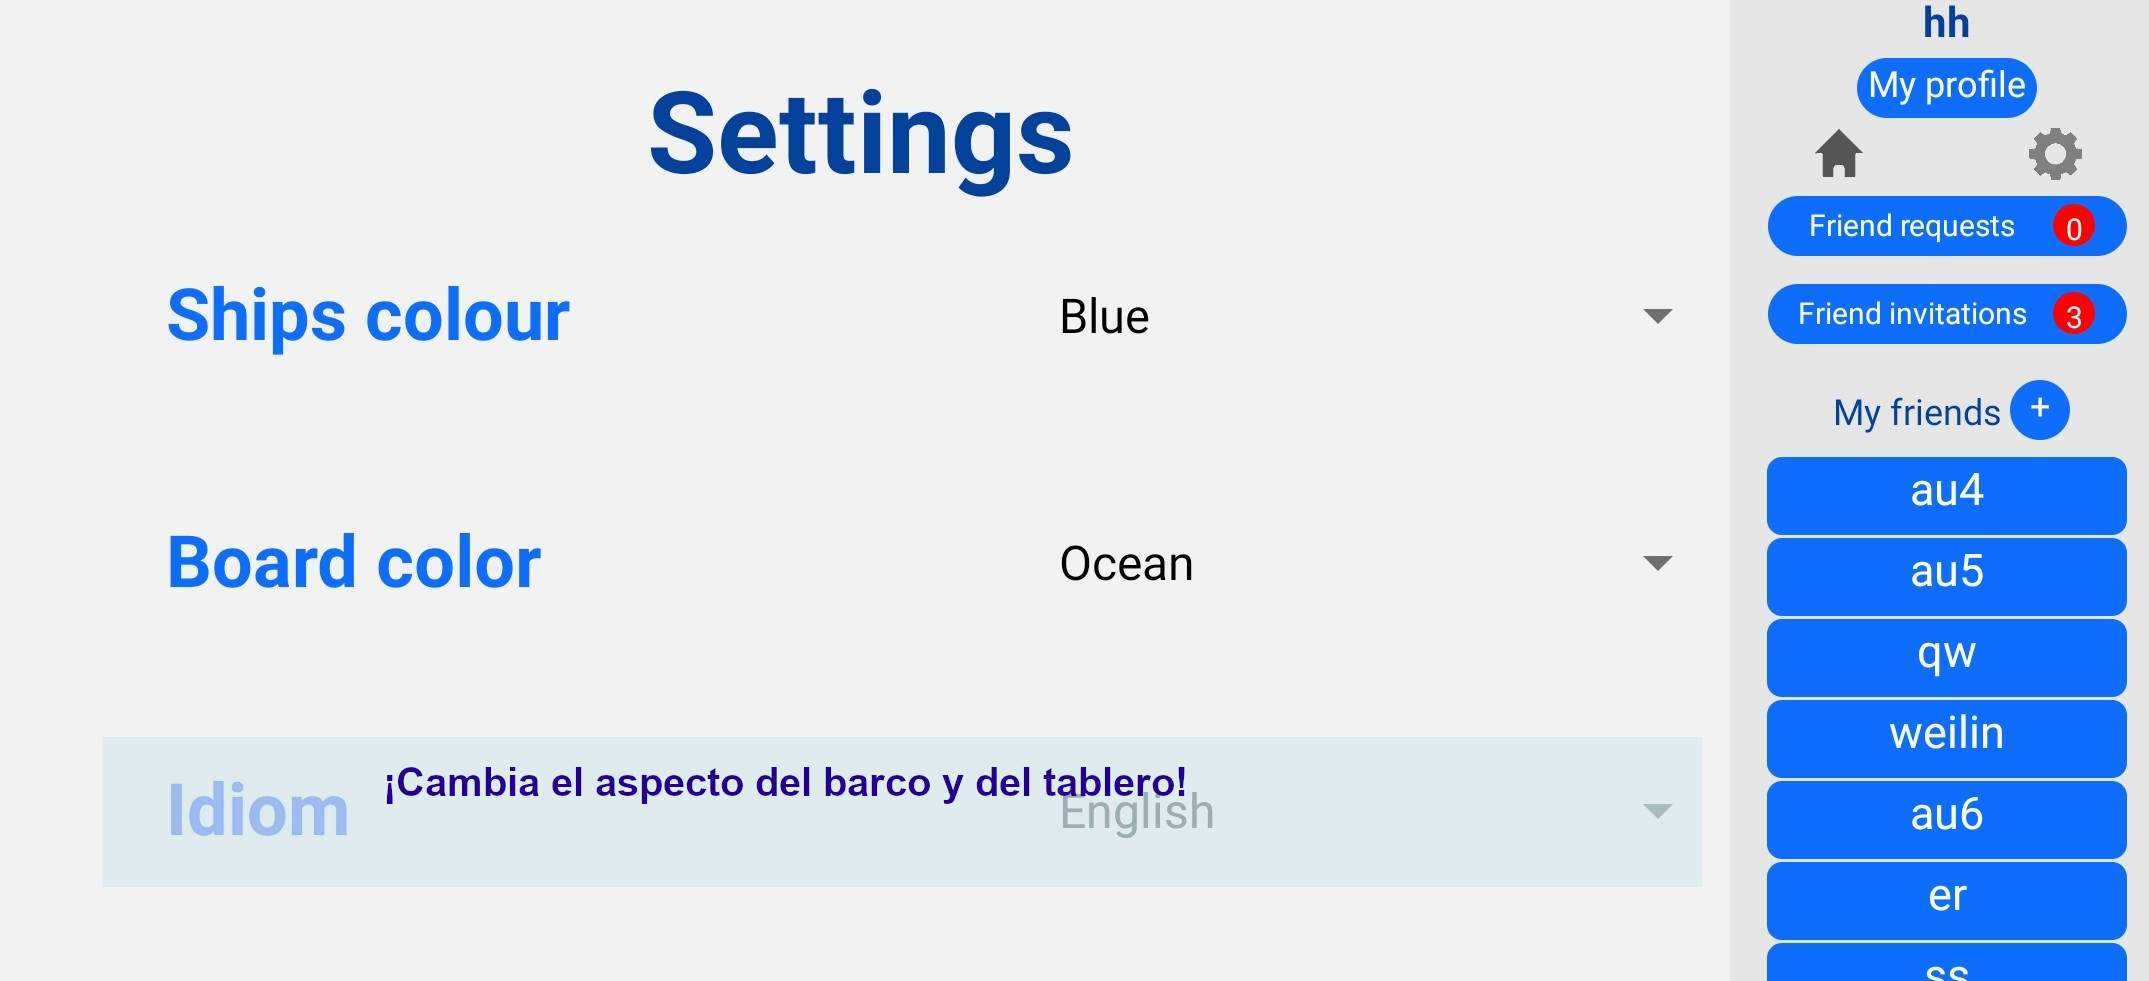 Settings
Ships colour
Blue
Board color
Ocean
Idiom
English
¡Cambia el aspecto del barco y del tablero!
hh
My profile
Friend requests 0
Friend invitations 3
My friends +
au4
au5
qw
weilin
au6
er
ss